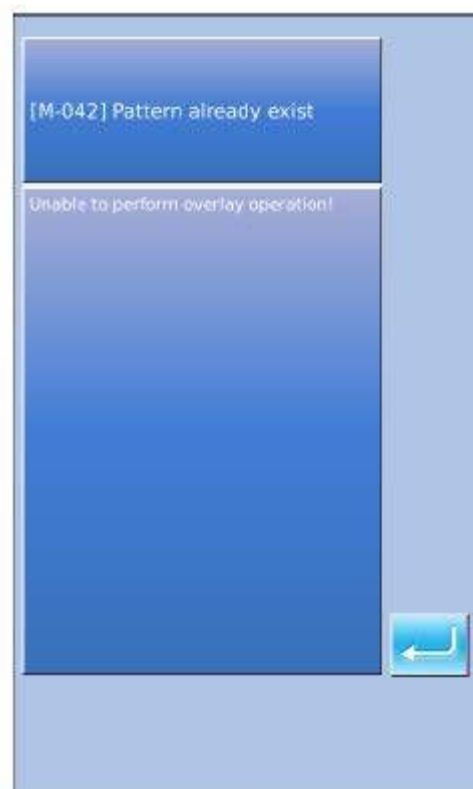 [M-042] Pattern already exist
Unable to perform overlay operation!